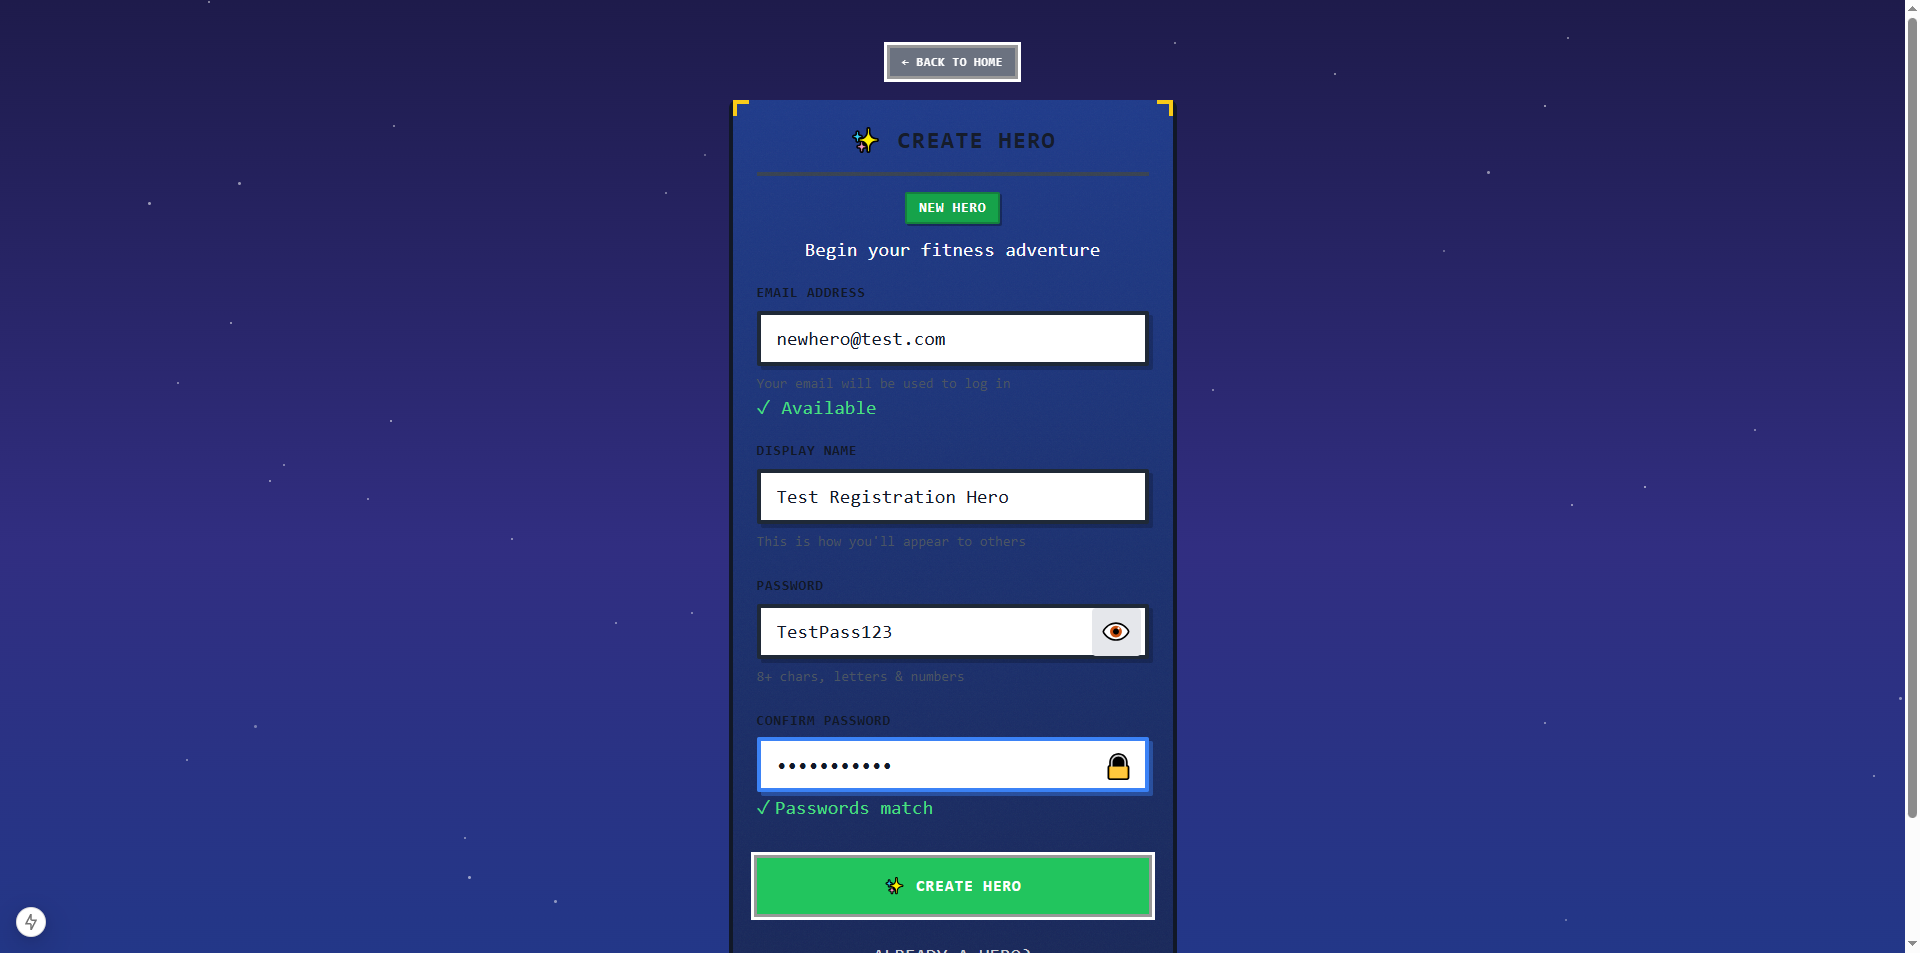 ← BACK TO HOME
CREATE HERO
NEW HERO
Begin your fitness adventure
EMAIL ADDRESS
newhero@test.com
Your email will be used to log in
✓ Available
DISPLAY NAME
Test Registration Hero
This is how you'll appear to others
PASSWORD
TestPass123
8+ chars, letters & numbers
CONFIRM PASSWORD
•••••••••••
✓ Passwords match
CREATE HERO
ALREADY A HERO?